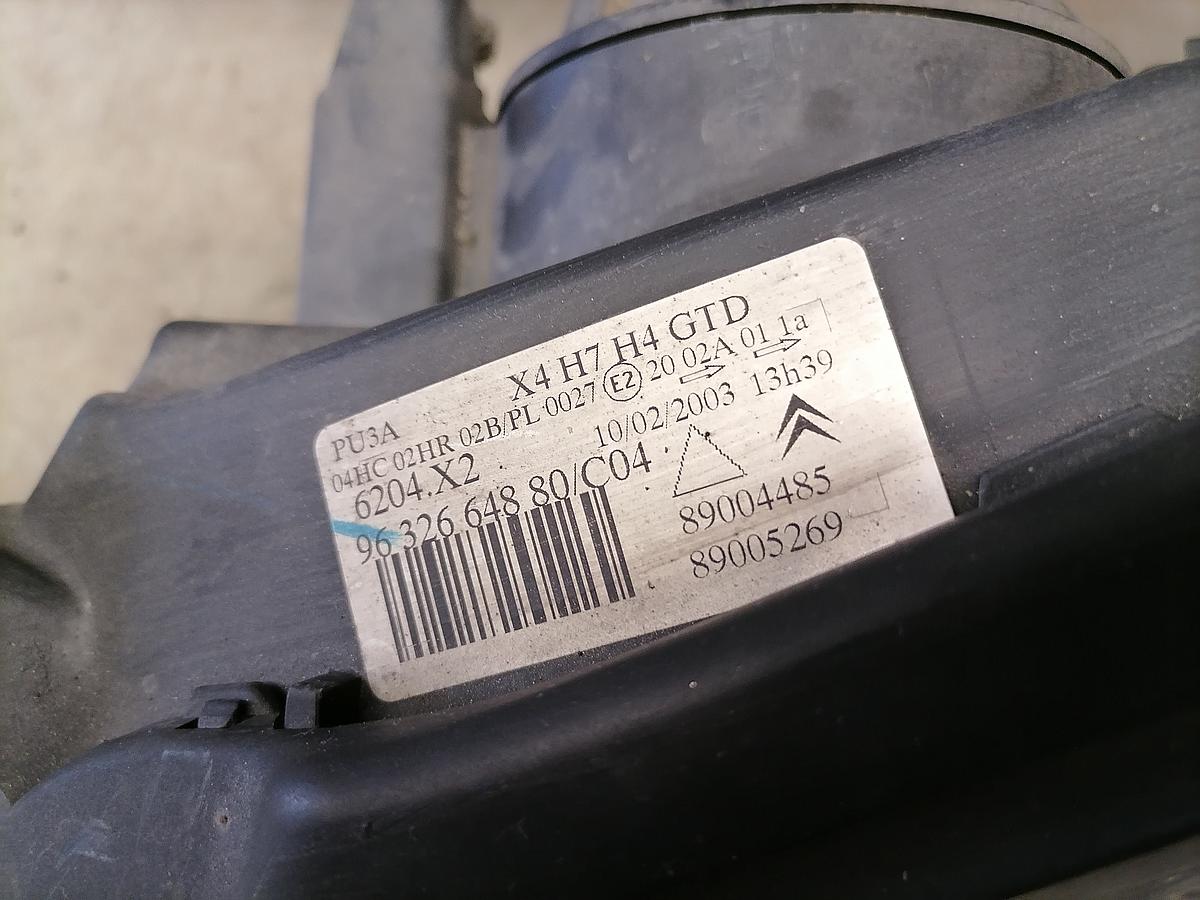 X4 H7 H4 GTD
PU3A
04HC 02HR 02B/PL 0027 E2 20 02A 01 1a
6204.X2
10/02/2003 13h39
96 326 648 80/C04
89004485
89005269